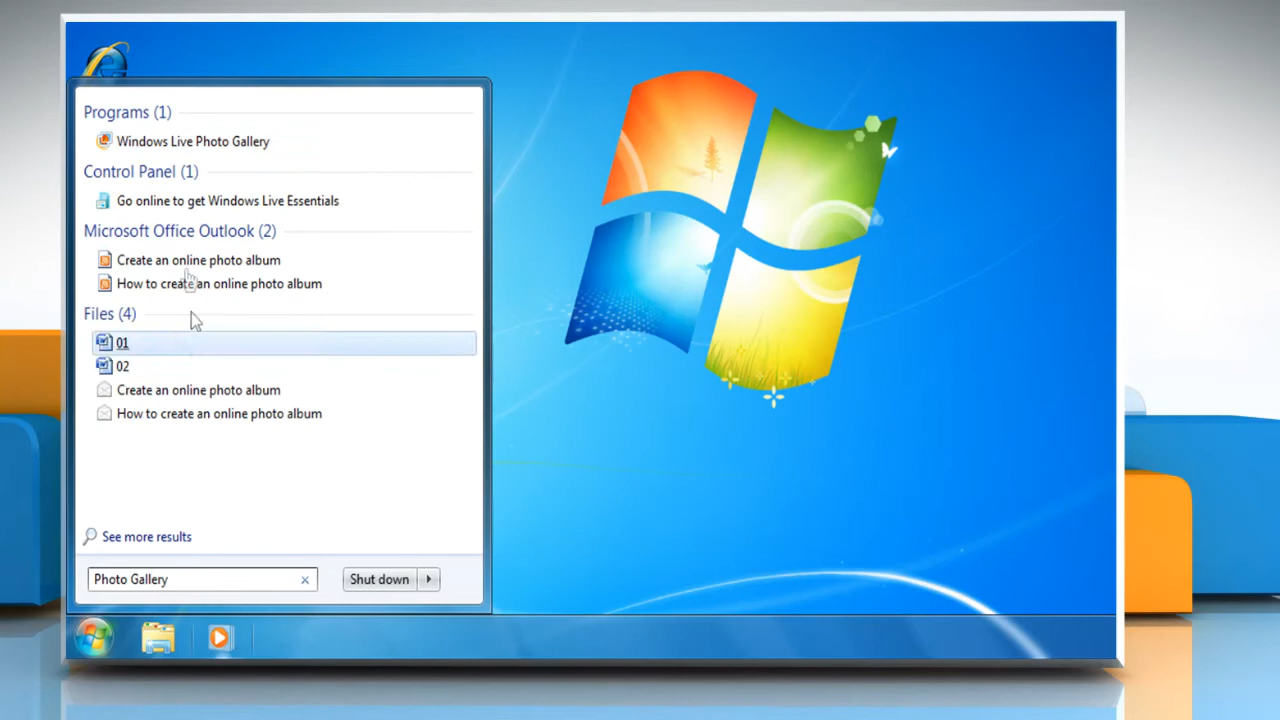 Programs (1)
Windows Live Photo Gallery
Control Panel (1)
Go online to get Windows Live Essentials
Microsoft Office Outlook (2)
Create an online photo album
How to create an online photo album
Files (4)
01
02
Create an online photo album
How to create an online photo album
See more results
Photo Gallery
Shut down